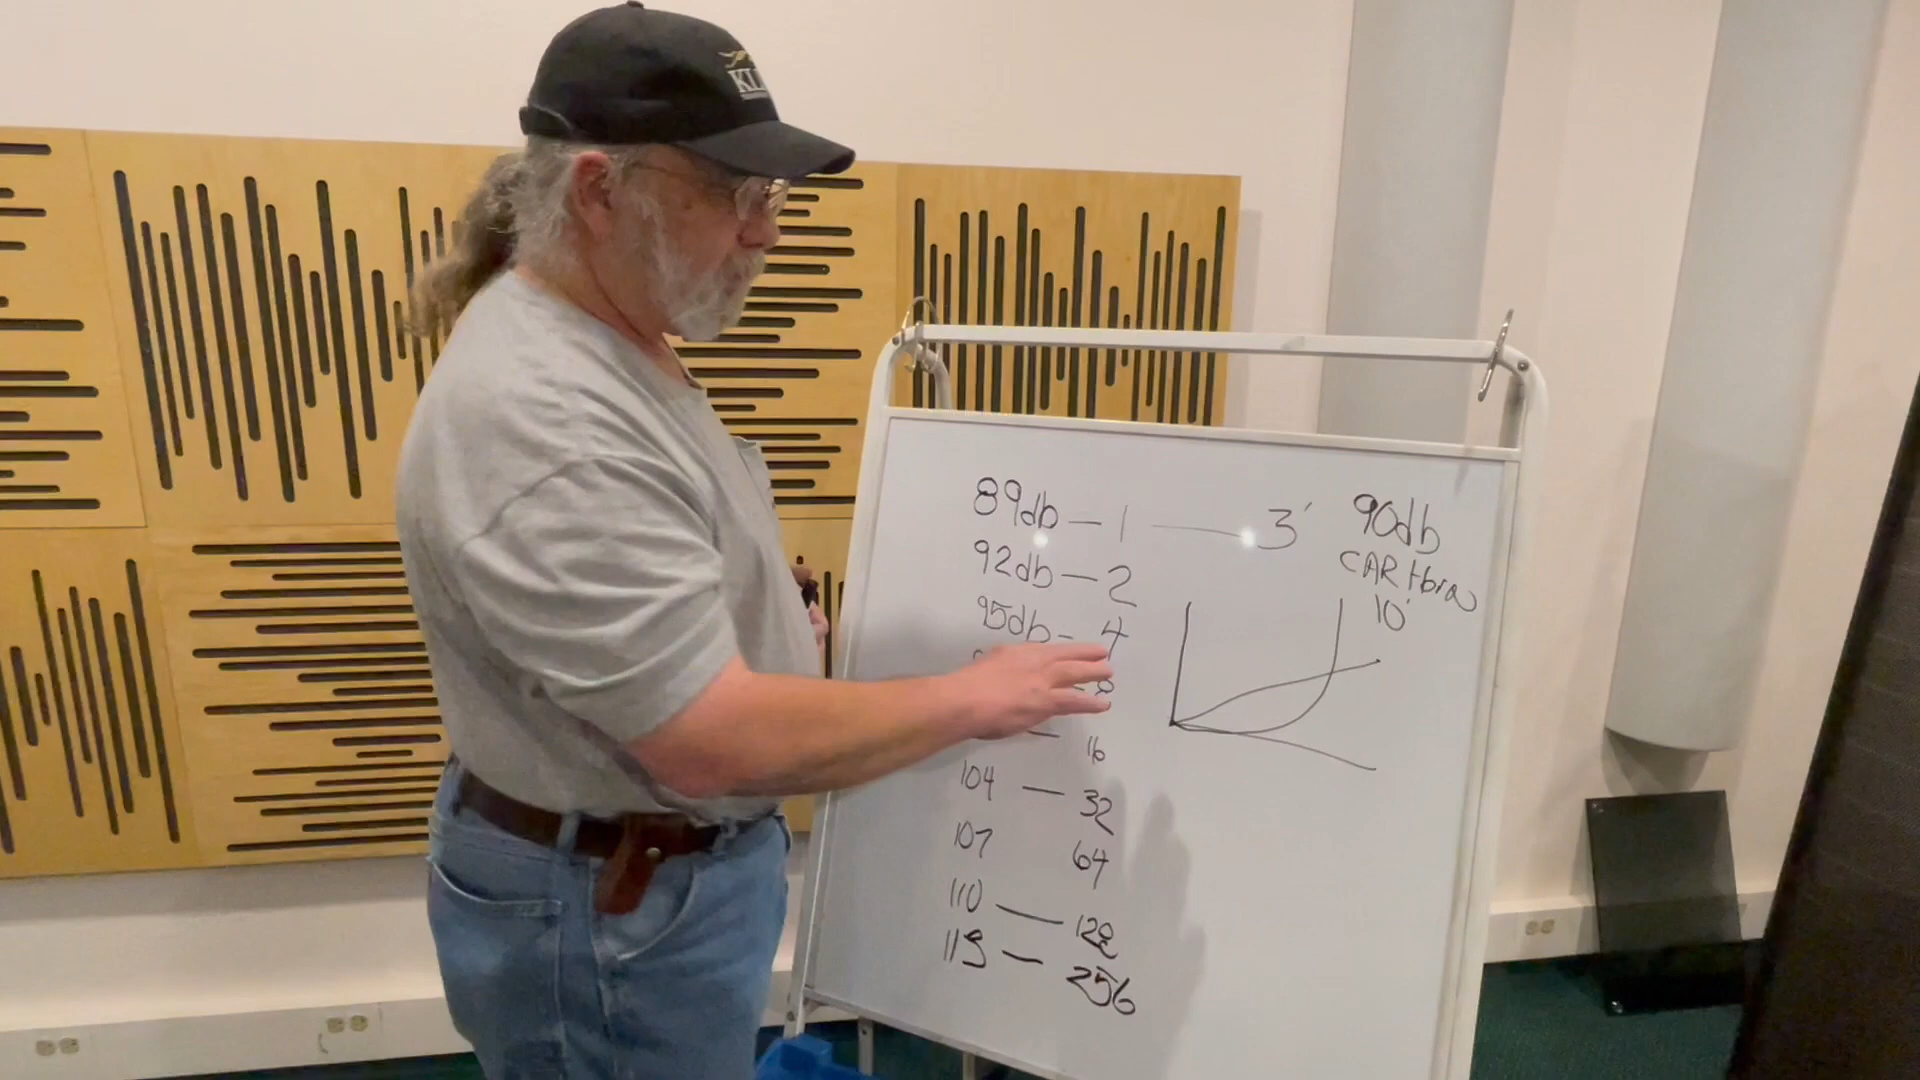 89db — 1 — 3'
92db — 2
95db — 4
8
— 16
104 — 32
107 64
110 — 128
113 — 256
90db
CAR Horn
10'